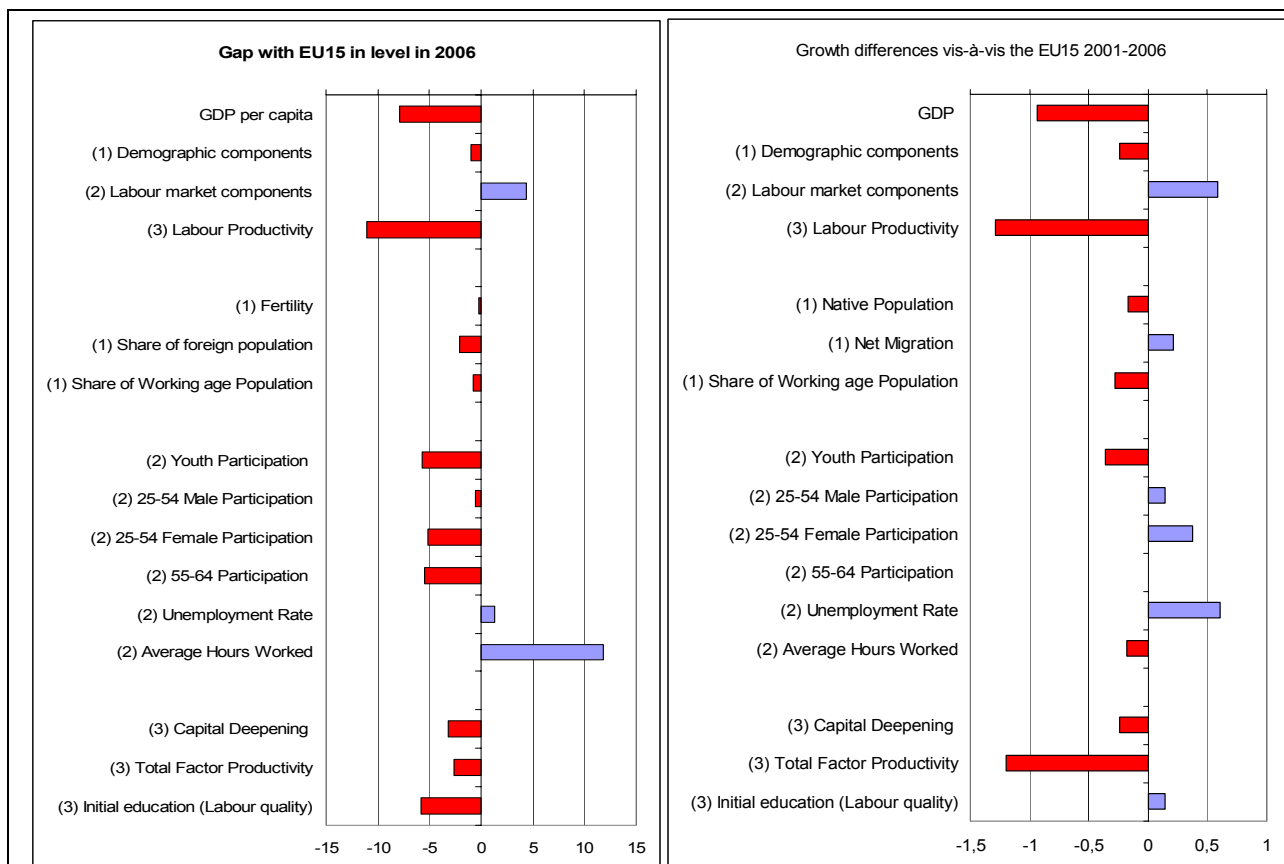 Gap with EU15 in level in 2006
GDP per capita
(1) Demographic components
(2) Labour market components
(3) Labour Productivity
(1) Fertility
(1) Share of foreign population
(1) Share of Working age Population
(2) Youth Participation
(2) 25-54 Male Participation
(2) 25-54 Female Participation
(2) 55-64 Participation
(2) Unemployment Rate
(2) Average Hours Worked
(3) Capital Deepening
(3) Total Factor Productivity
(3) Initial education (Labour quality)
-15 -10 -5 0 5 10 15
Growth differences vis-à-vis the EU15 2001-2006
GDP
(1) Demographic components
(2) Labour market components
(3) Labour Productivity
(1) Native Population
(1) Net Migration
(1) Share of Working age Population
(2) Youth Participation
(2) 25-54 Male Participation
(2) 25-54 Female Participation
(2) 55-64 Participation
(2) Unemployment Rate
(2) Average Hours Worked
(3) Capital Deepening
(3) Total Factor Productivity
(3) Initial education (Labour quality)
-1,5 -1 -0,5 0 0,5 1